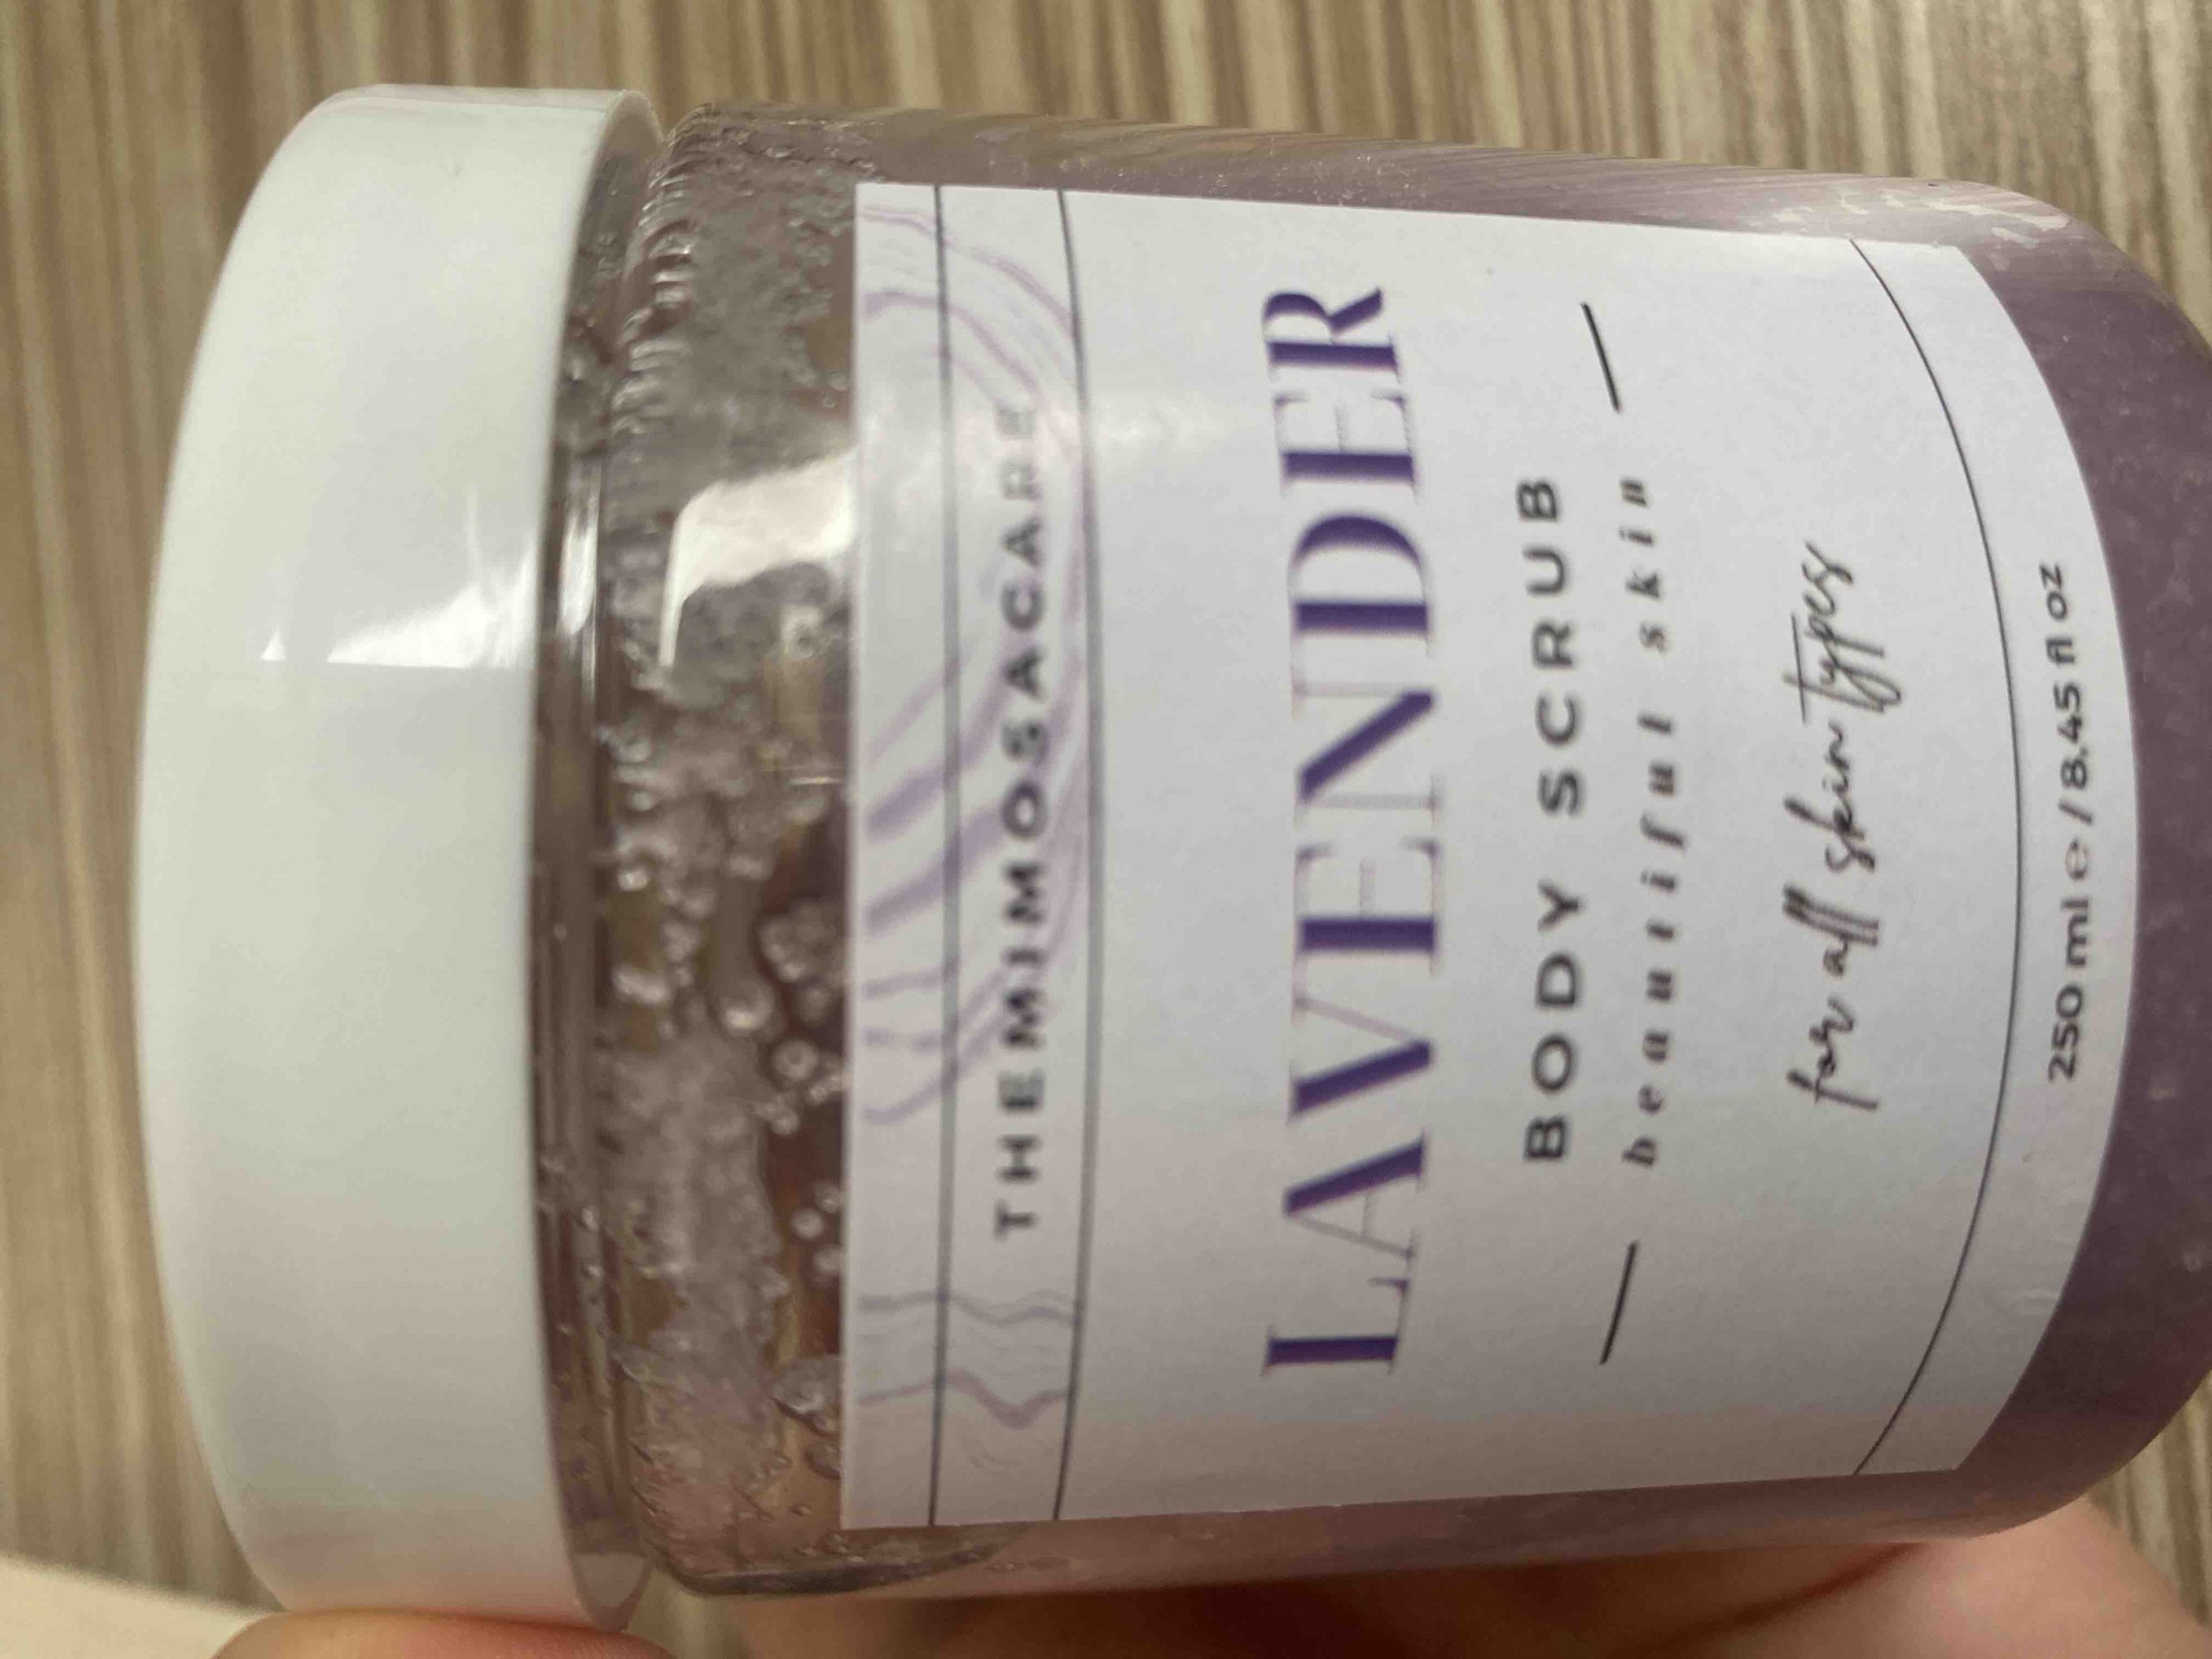 THEMIMOSACARE
LAVENDER
BODY SCRUB
beautiful skin
for all skin types
250 ml e / 8.45 fl oz